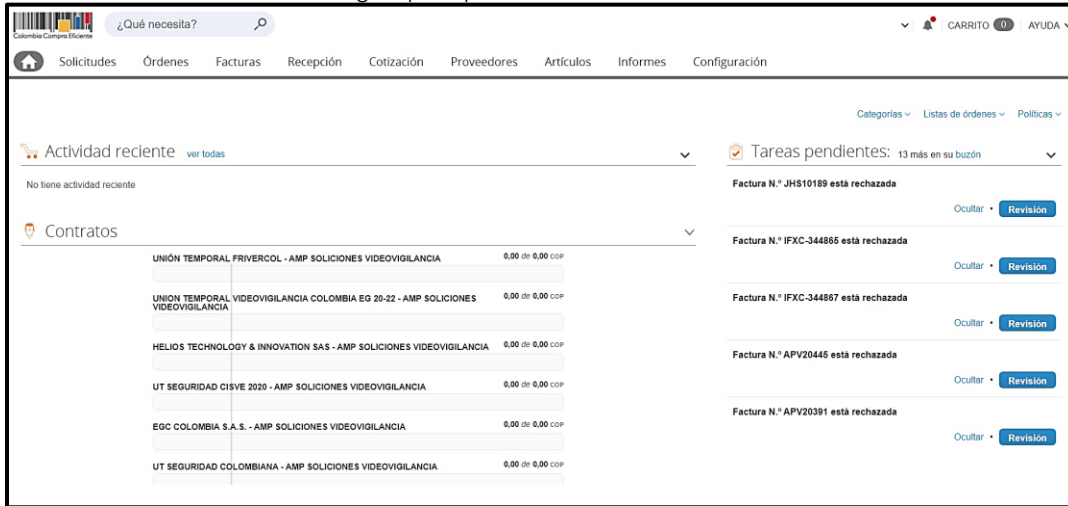 Colombia Compra Eficiente
¿Qué necesita?
CARRITO 0 AYUDA
Solicitudes Órdenes Facturas Recepción Cotización Proveedores Artículos Informes Configuración
Categorías Listas de órdenes Políticas
Actividad reciente ver todas
No tiene actividad reciente
Contratos
UNIÓN TEMPORAL FRIVERCOL - AMP SOLICIONES VIDEOVIGILANCIA 0,00 de 0,00 COP
UNION TEMPORAL VIDEOVIGILANCIA COLOMBIA EG 20-22 - AMP SOLICIONES 0,00 de 0,00 COP
VIDEOVIGILANCIA
HELIOS TECHNOLOGY & INNOVATION SAS - AMP SOLICIONES VIDEOVIGILANCIA 0,00 de 0,00 COP
UT SEGURIDAD CISVE 2020 - AMP SOLICIONES VIDEOVIGILANCIA 0,00 de 0,00 COP
EGC COLOMBIA S.A.S. - AMP SOLICIONES VIDEOVIGILANCIA 0,00 de 0,00 COP
UT SEGURIDAD COLOMBIANA - AMP SOLICIONES VIDEOVIGILANCIA 0,00 de 0,00 COP
Tareas pendientes: 13 más en su buzón
Factura N.º JHS10189 está rechazada
Ocultar • Revisión
Factura N.º IFXC-344865 está rechazada
Ocultar • Revisión
Factura N.º IFXC-344867 está rechazada
Ocultar • Revisión
Factura N.º APV20445 está rechazada
Ocultar • Revisión
Factura N.º APV20391 está rechazada
Ocultar • Revisión